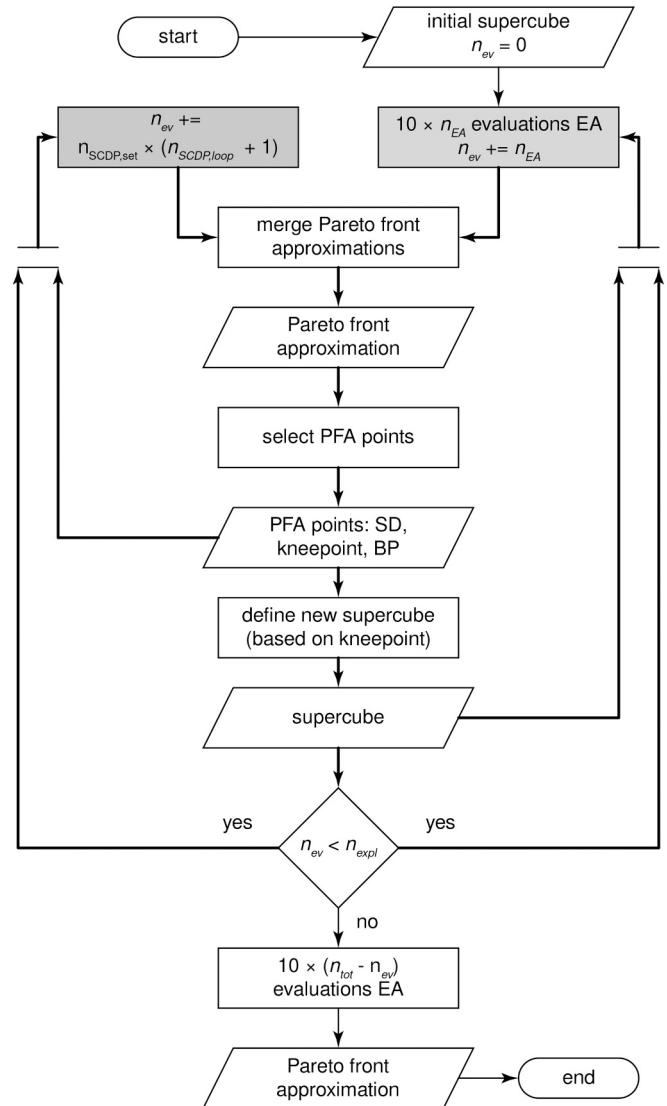 start
initial supercube
n_ev = 0
n_ev +=
n_SCDP,set × (n_SCDP,loop + 1)
10 × n_EA evaluations EA
n_ev += n_EA
merge Pareto front
approximations
Pareto front
approximation
select PFA points
PFA points: SD,
kneepoint, BP
define new supercube
(based on kneepoint)
supercube
yes
n_ev < n_expl
yes
no
10 × (n_tot - n_ev)
evaluations EA
Pareto front
approximation
end